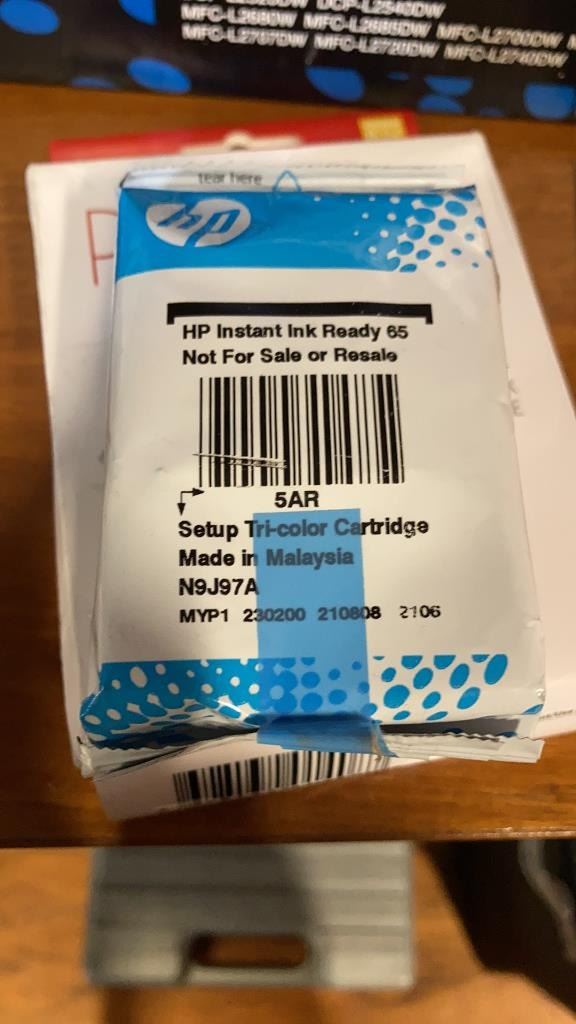 DCP-L2540DW
MFC-L2680W MFC-L2685DW MFC-L2700DW
MFC-L2707DW MFC-L2720DW MFC-L2740DW
tear here
hp
HP Instant Ink Ready 65
Not For Sale or Resale
5AR
Setup Tri-color Cartridge
Made in Malaysia
N9J97A
MYP1 230200 210808 2106